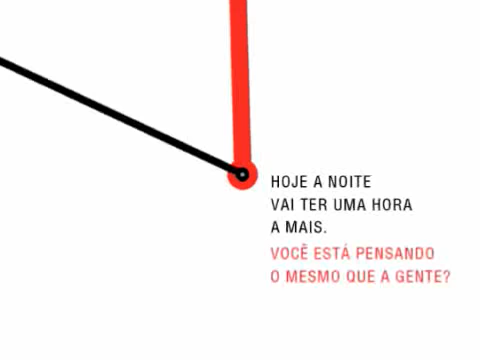 HOJE A NOITE
VAI TER UMA HORA
A MAIS.
VOCÊ ESTÁ PENSANDO
O MESMO QUE A GENTE?